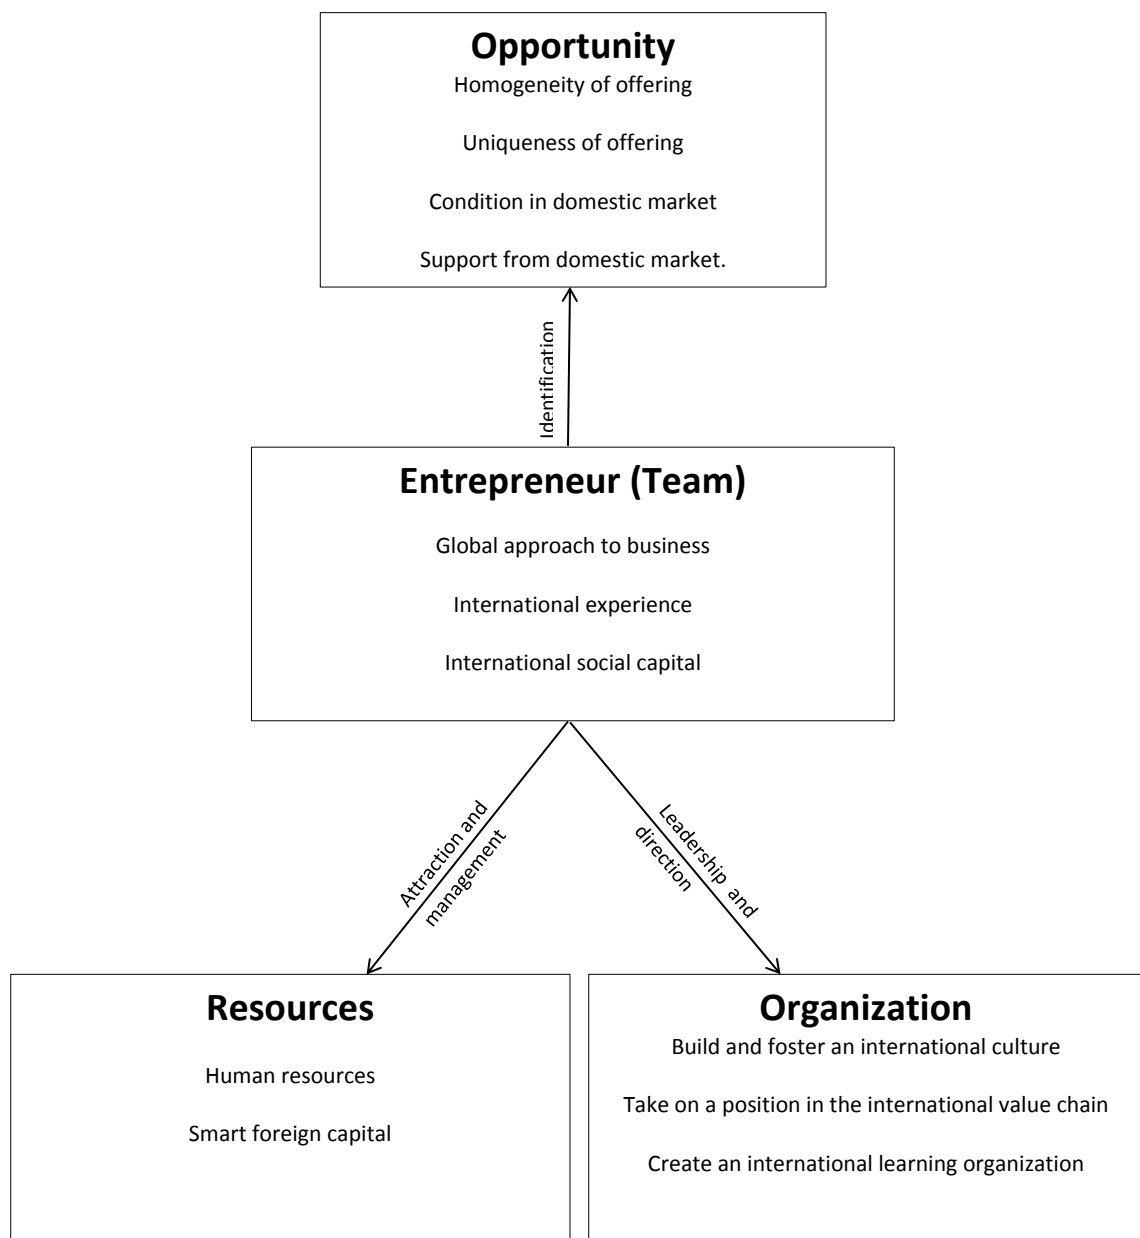 Opportunity
Homogeneity of offering
Uniqueness of offering
Condition in domestic market
Support from domestic market.
Identification
Entrepreneur (Team)
Global approach to business
International experience
International social capital
Attraction and
management
Leadership and
direction
Resources
Human resources
Smart foreign capital
Organization
Build and foster an international culture
Take on a position in the international value chain
Create an international learning organization